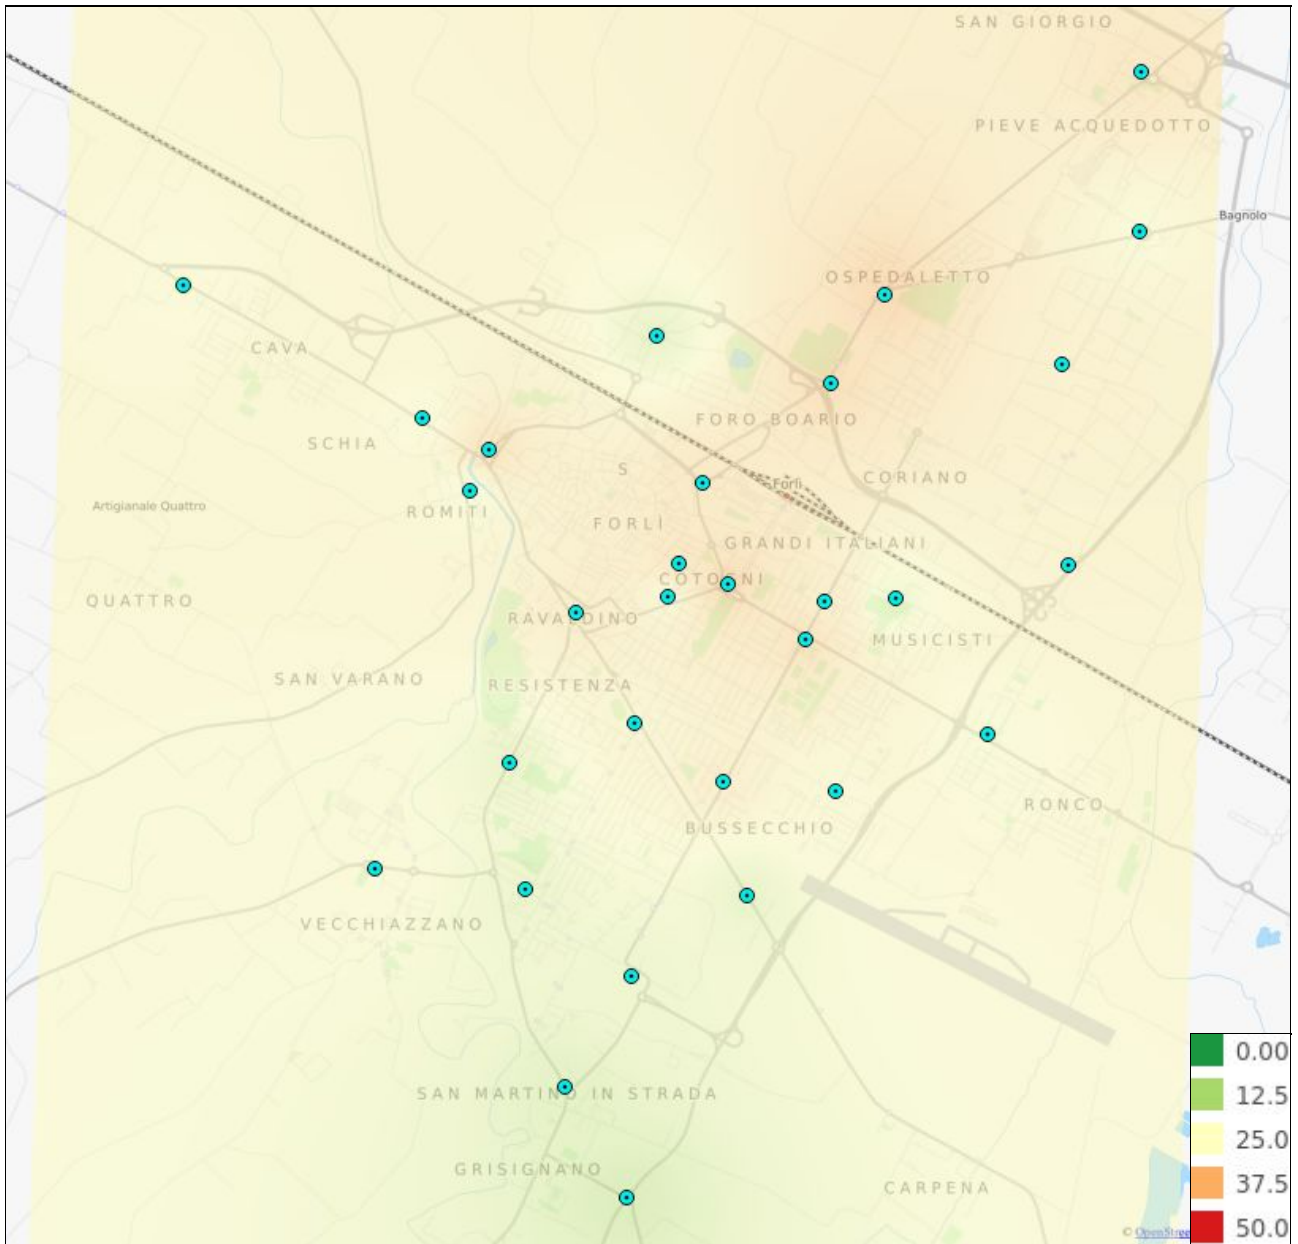 SAN GIORGIO
PIEVE ACQUEDOTTO
Bagnolo
OSPEDALETTO
CAVA
FORO BOARIO
SCHIA
S
CORIANO
Forlì
Artigianale Quattro
ROMITI
FORLÌ
GRANDI ITALIANI
COTOGNI
QUATTRO
RAVALDINO
MUSICISTI
SAN VARANO
RESISTENZA
RONCO
BUSSECCHIO
VECCHIAZZANO
SAN MARTINO IN STRADA
GRISIGNANO
CARPENA
© OpenStree
0.00
12.5
25.0
37.5
50.0